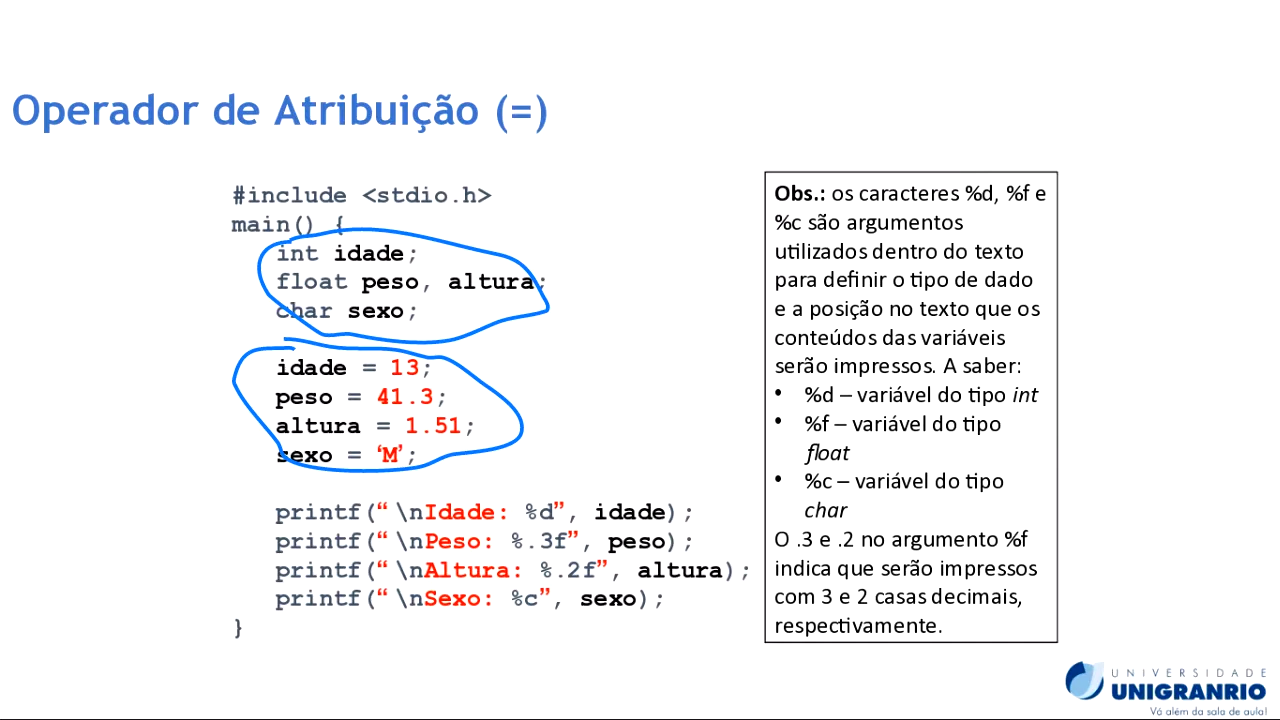 Operador de Atribuição (=)
#include <stdio.h>
main() {
int idade;
float peso, altura;
char sexo;
idade = 13;
peso = 41.3;
altura = 1.51;
sexo = ‘M’;
printf(“\nIdade: %d”, idade);
printf(“\nPeso: %.3f”, peso);
printf(“\nAltura: %.2f”, altura);
printf(“\nSexo: %c”, sexo);
}
Obs.: os caracteres %d, %f e
%c são argumentos
utilizados dentro do texto
para definir o tipo de dado
e a posição no texto que os
conteúdos das variáveis
serão impressos. A saber:
• %d – variável do tipo int
• %f – variável do tipo
float
• %c – variável do tipo
char
O .3 e .2 no argumento %f
indica que serão impressos
com 3 e 2 casas decimais,
respectivamente.
UNIVERSIDADE
UNIGRANRIO
Vá além da sala de aula!